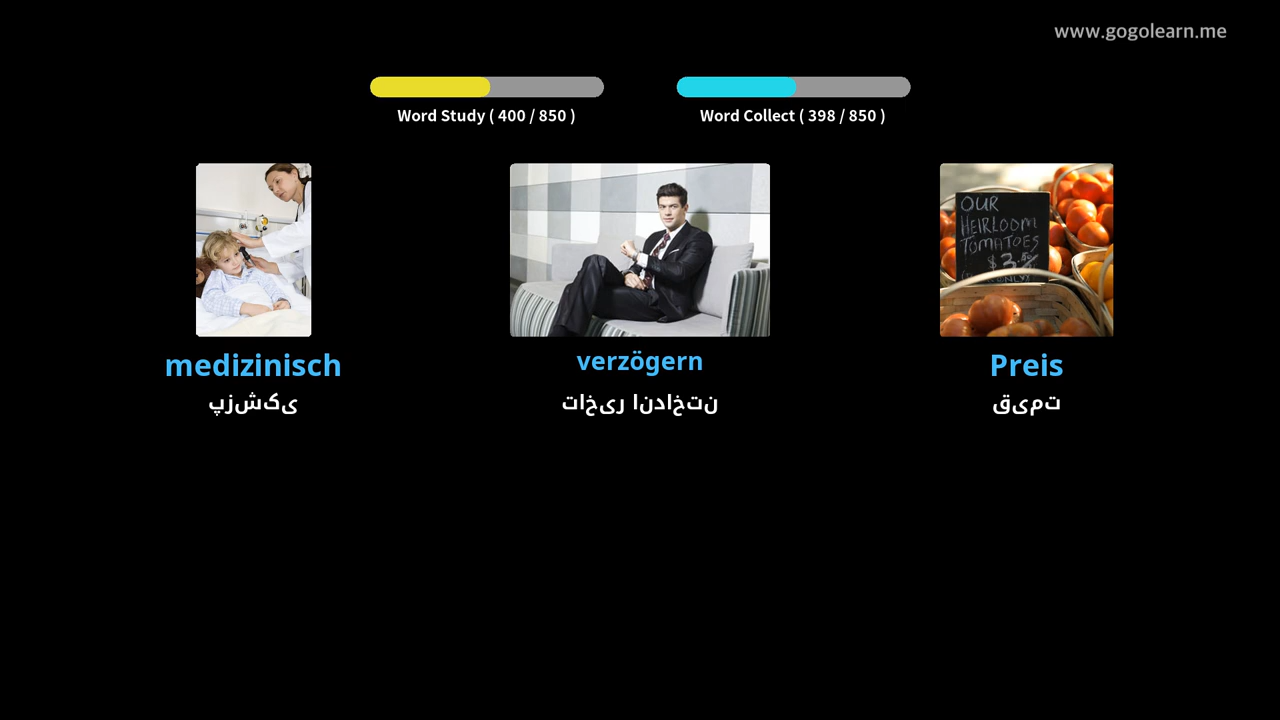 www.gogolearn.me
Word Study ( 400 / 850 )
Word Collect ( 398 / 850 )
OUR
HEIRLOOM
TOMATOES
medizinisch
پزشکی
verzögern
تاخیر انداختن
Preis
قیمت